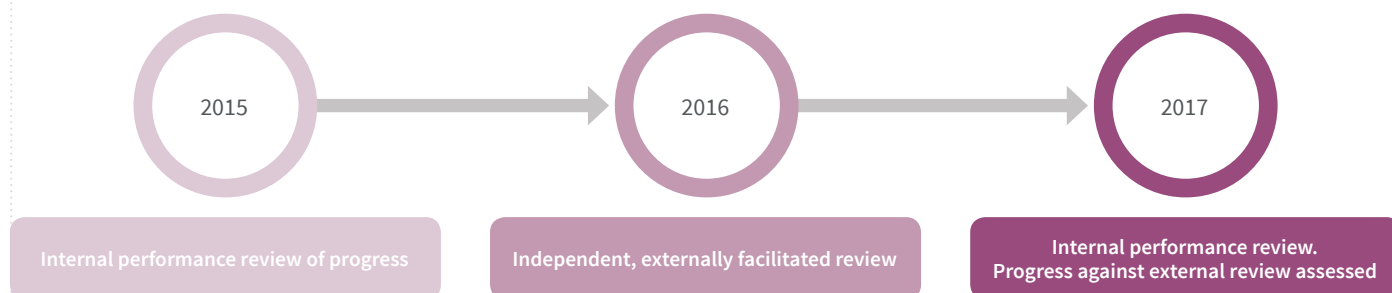 2015
2016
2017
Internal performance review of progress
Independent, externally facilitated review
Internal performance review.
Progress against external review assessed